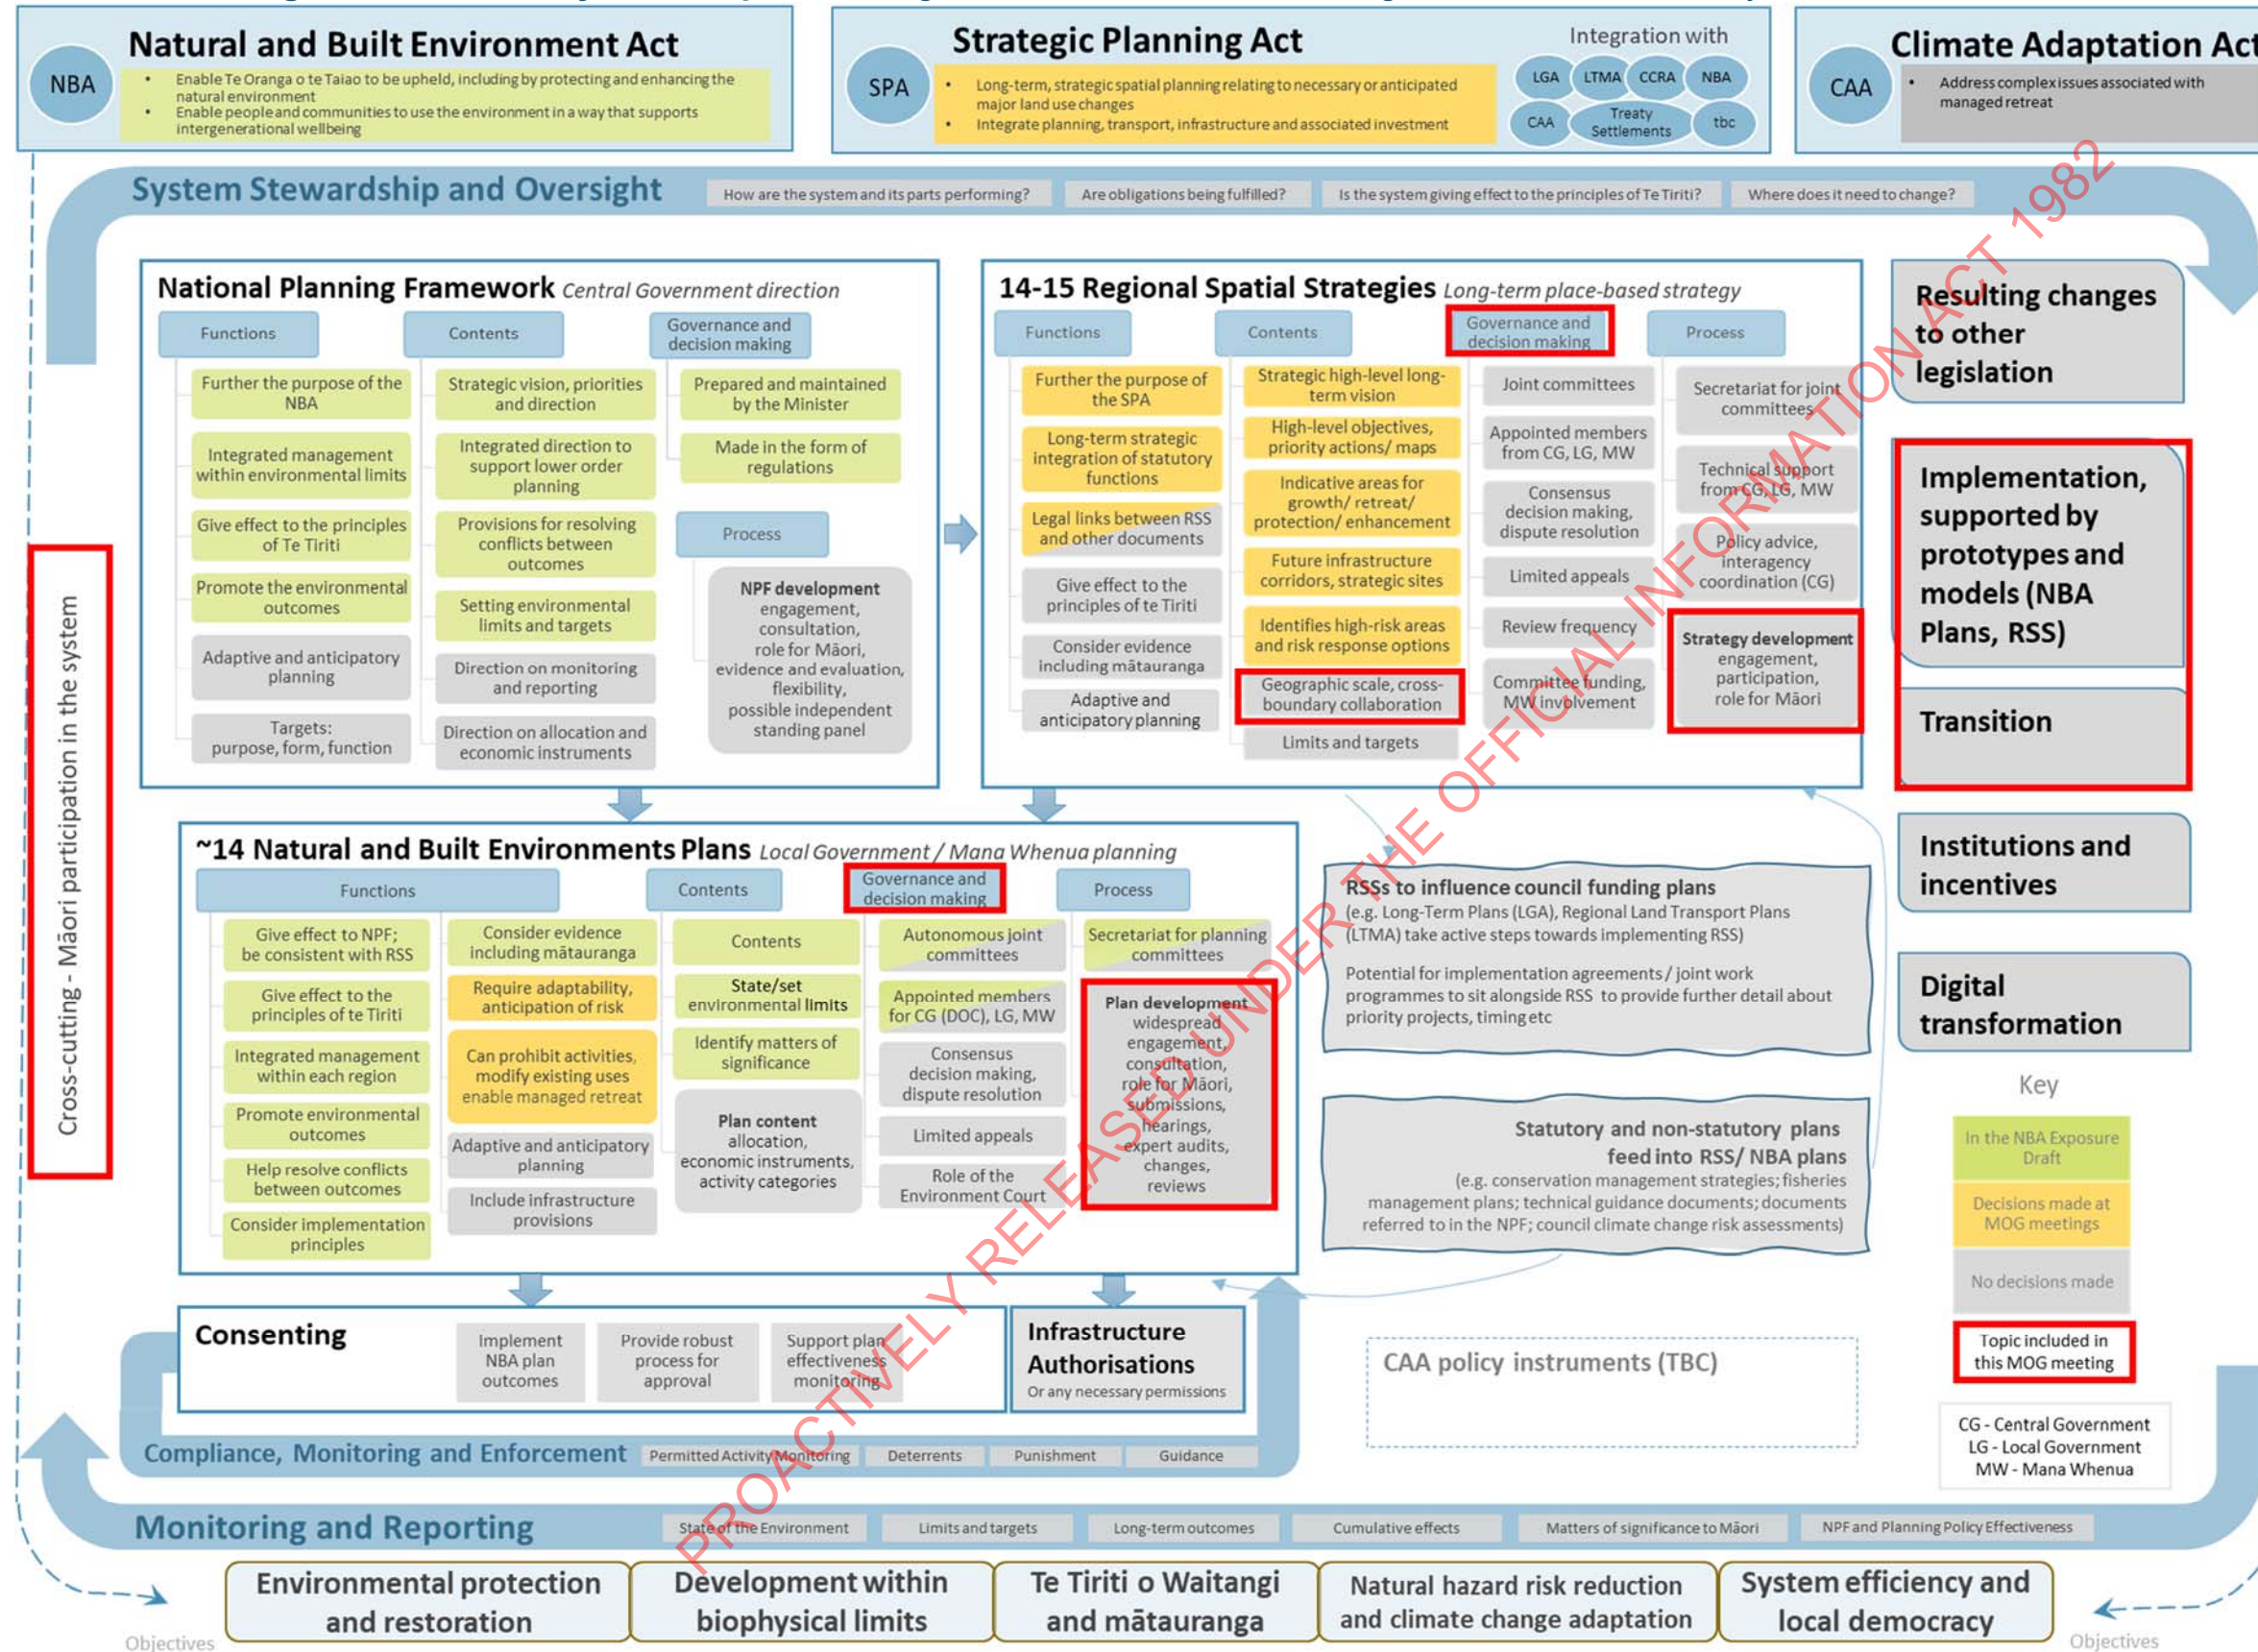 Natural and Built Environment Act
NBA
• Enable Te Oranga o te Taiao to be upheld, including by protecting and enhancing the
natural environment
• Enable people and communities to use the environment in a way that supports
intergenerational wellbeing
Strategic Planning Act
SPA
• Long-term, strategic spatial planning relating to necessary or anticipated
major land use changes
• Integrate planning, transport, infrastructure and associated investment
Integration with
LGA
LTMA
CCRA
NBA
CAA
Treaty
Settlements
tbc
Climate Adaptation Act
CAA
• Address complex issues associated with
managed retreat
System Stewardship and Oversight
How are the system and its parts performing?
Are obligations being fulfilled?
Is the system giving effect to the principles of Te Tiriti?
Where does it need to change?
Cross-cutting - Māori participation in the system
National Planning Framework Central Government direction
Functions
Further the purpose of the
NBA
Integrated management
within environmental limits
Give effect to the principles
of Te Tiriti
Promote the environmental
outcomes
Adaptive and anticipatory
planning
Targets:
purpose, form, function
Contents
Strategic vision, priorities
and direction
Integrated direction to
support lower order
planning
Provisions for resolving
conflicts between
outcomes
Setting environmental
limits and targets
Direction on monitoring
and reporting
Direction on allocation and
economic instruments
Governance and
decision making
Prepared and maintained
by the Minister
Made in the form of
regulations
Process
NPF development
engagement,
consultation,
role for Māori,
evidence and evaluation,
flexibility,
possible independent
standing panel
14-15 Regional Spatial Strategies Long-term place-based strategy
Functions
Further the purpose of
the SPA
Long-term strategic
integration of statutory
functions
Legal links between RSS
and other documents
Give effect to the
principles of te Tiriti
Consider evidence
including mātauranga
Adaptive and
anticipatory planning
Contents
Strategic high-level long-
term vision
High-level objectives,
priority actions/ maps
Indicative areas for
growth/ retreat/
protection/ enhancement
Future infrastructure
corridors, strategic sites
Identifies high-risk areas
and risk response options
Geographic scale, cross-
boundary collaboration
Limits and targets
Governance and
decision making
Joint committees
Appointed members
from CG, LG, MW
Consensus
decision making,
dispute resolution
Limited appeals
Review frequency
Committee funding,
MW involvement
Process
Secretariat for joint
committees
Technical support
from CG, LG, MW
Policy advice,
interagency
coordination (CG)
Strategy development
engagement,
participation,
role for Māori
Resulting changes
to other
legislation
Implementation,
supported by
prototypes and
models (NBA
Plans, RSS)
Transition
Institutions and
incentives
Digital
transformation
~14 Natural and Built Environments Plans Local Government / Mana Whenua planning
Functions
Give effect to NPF;
be consistent with RSS
Give effect to the
principles of te Tiriti
Integrated management
within each region
Promote environmental
outcomes
Help resolve conflicts
between outcomes
Consider implementation
principles
Consider evidence
including mātauranga
Require adaptability,
anticipation of risk
Can prohibit activities,
modify existing uses
enable managed retreat
Adaptive and anticipatory
planning
Include infrastructure
provisions
Contents
Contents
State/set
environmental limits
Identify matters of
significance
Plan content
allocation,
economic instruments,
activity categories
Governance and
decision making
Autonomous joint
committees
Appointed members
for CG (DOC), LG, MW
Consensus
decision making,
dispute resolution
Limited appeals
Role of the
Environment Court
Process
Secretariat for planning
committees
Plan development
widespread
engagement,
consultation,
role for Māori,
submissions,
hearings,
expert audits,
changes,
reviews
RSSs to influence council funding plans
(e.g. Long-Term Plans (LGA), Regional Land Transport Plans
(LTMA) take active steps towards implementing RSS)
Potential for implementation agreements / joint work
programmes to sit alongside RSS to provide further detail about
priority projects, timing etc
Statutory and non-statutory plans
feed into RSS/ NBA plans
(e.g. conservation management strategies; fisheries
management plans; technical guidance documents; documents
referred to in the NPF; council climate change risk assessments)
Key
In the NBA Exposure
Draft
Decisions made at
MOG meetings
No decisions made
Topic included in
this MOG meeting
CG - Central Government
LG - Local Government
MW - Mana Whenua
Consenting
Implement
NBA plan
outcomes
Provide robust
process for
approval
Support plan
effectiveness
monitoring
Infrastructure
Authorisations
Or any necessary permissions
CAA policy instruments (TBC)
Compliance, Monitoring and Enforcement
Permitted Activity Monitoring
Deterrents
Punishment
Guidance
Monitoring and Reporting
State of the Environment
Limits and targets
Long-term outcomes
Cumulative effects
Matters of significance to Māori
NPF and Planning Policy Effectiveness
Environmental protection
and restoration
Development within
biophysical limits
Te Tiriti o Waitangi
and mātauranga
Natural hazard risk reduction
and climate change adaptation
System efficiency and
local democracy
Objectives
Objectives
PROACTIVELY RELEASED UNDER THE OFFICIAL INFORMATION ACT 1982